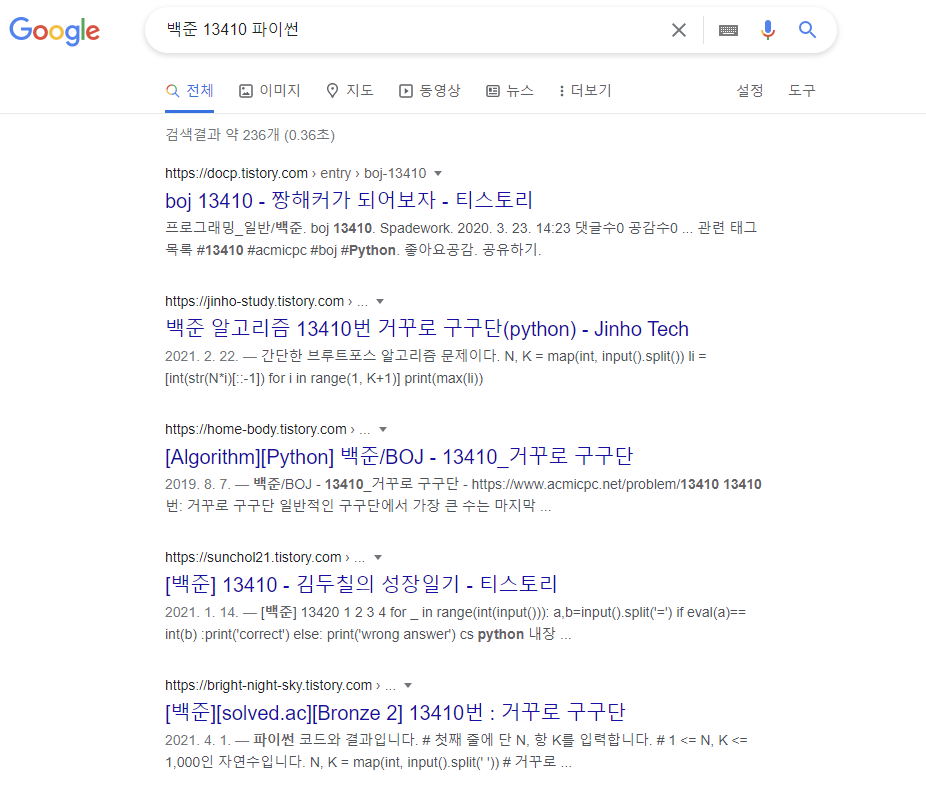 Google
백준 13410 파이썬
전체 이미지 지도 동영상 뉴스 더보기 설정 도구
검색결과 약 236개 (0.36초)
https://docp.tistory.com › entry › boj-13410
boj 13410 - 짱해커가 되어보자 - 티스토리
프로그래밍_일반/백준. boj 13410. Spadework. 2020. 3. 23. 14:23 댓글수0 공감수0 ... 관련 태그
목록 #13410 #acmicpc #boj #Python. 좋아요공감. 공유하기.
https://jinho-study.tistory.com › ...
백준 알고리즘 13410번 거꾸로 구구단(python) - Jinho Tech
2021. 2. 22. — 간단한 브루트포스 알고리즘 문제이다. N, K = map(int, input().split()) li =
[int(str(N*i)[::-1]) for i in range(1, K+1)] print(max(li))
https://home-body.tistory.com › ...
[Algorithm][Python] 백준/BOJ - 13410_거꾸로 구구단
2019. 8. 7. — 백준/BOJ - 13410_거꾸로 구구단 - https://www.acmicpc.net/problem/13410 13410
번: 거꾸로 구구단 일반적인 구구단에서 가장 큰 수는 마지막 ...
https://sunchol21.tistory.com › ...
[백준] 13410 - 김두칠의 성장일기 - 티스토리
2021. 1. 14. — [백준] 13420 1 2 3 4 for _ in range(int(input())): a,b=input().split('=') if eval(a)==
int(b) :print('correct') else: print('wrong answer') cs python 내장 ...
https://bright-night-sky.tistory.com › ...
[백준][solved.ac][Bronze 2] 13410번 : 거꾸로 구구단
2021. 4. 1. — 파이썬 코드와 결과입니다. # 첫째 줄에 단 N, 항 K를 입력합니다. # 1 <= N, K <=
1,000인 자연수입니다. N, K = map(int, input().split(' ')) # 거꾸로 ...